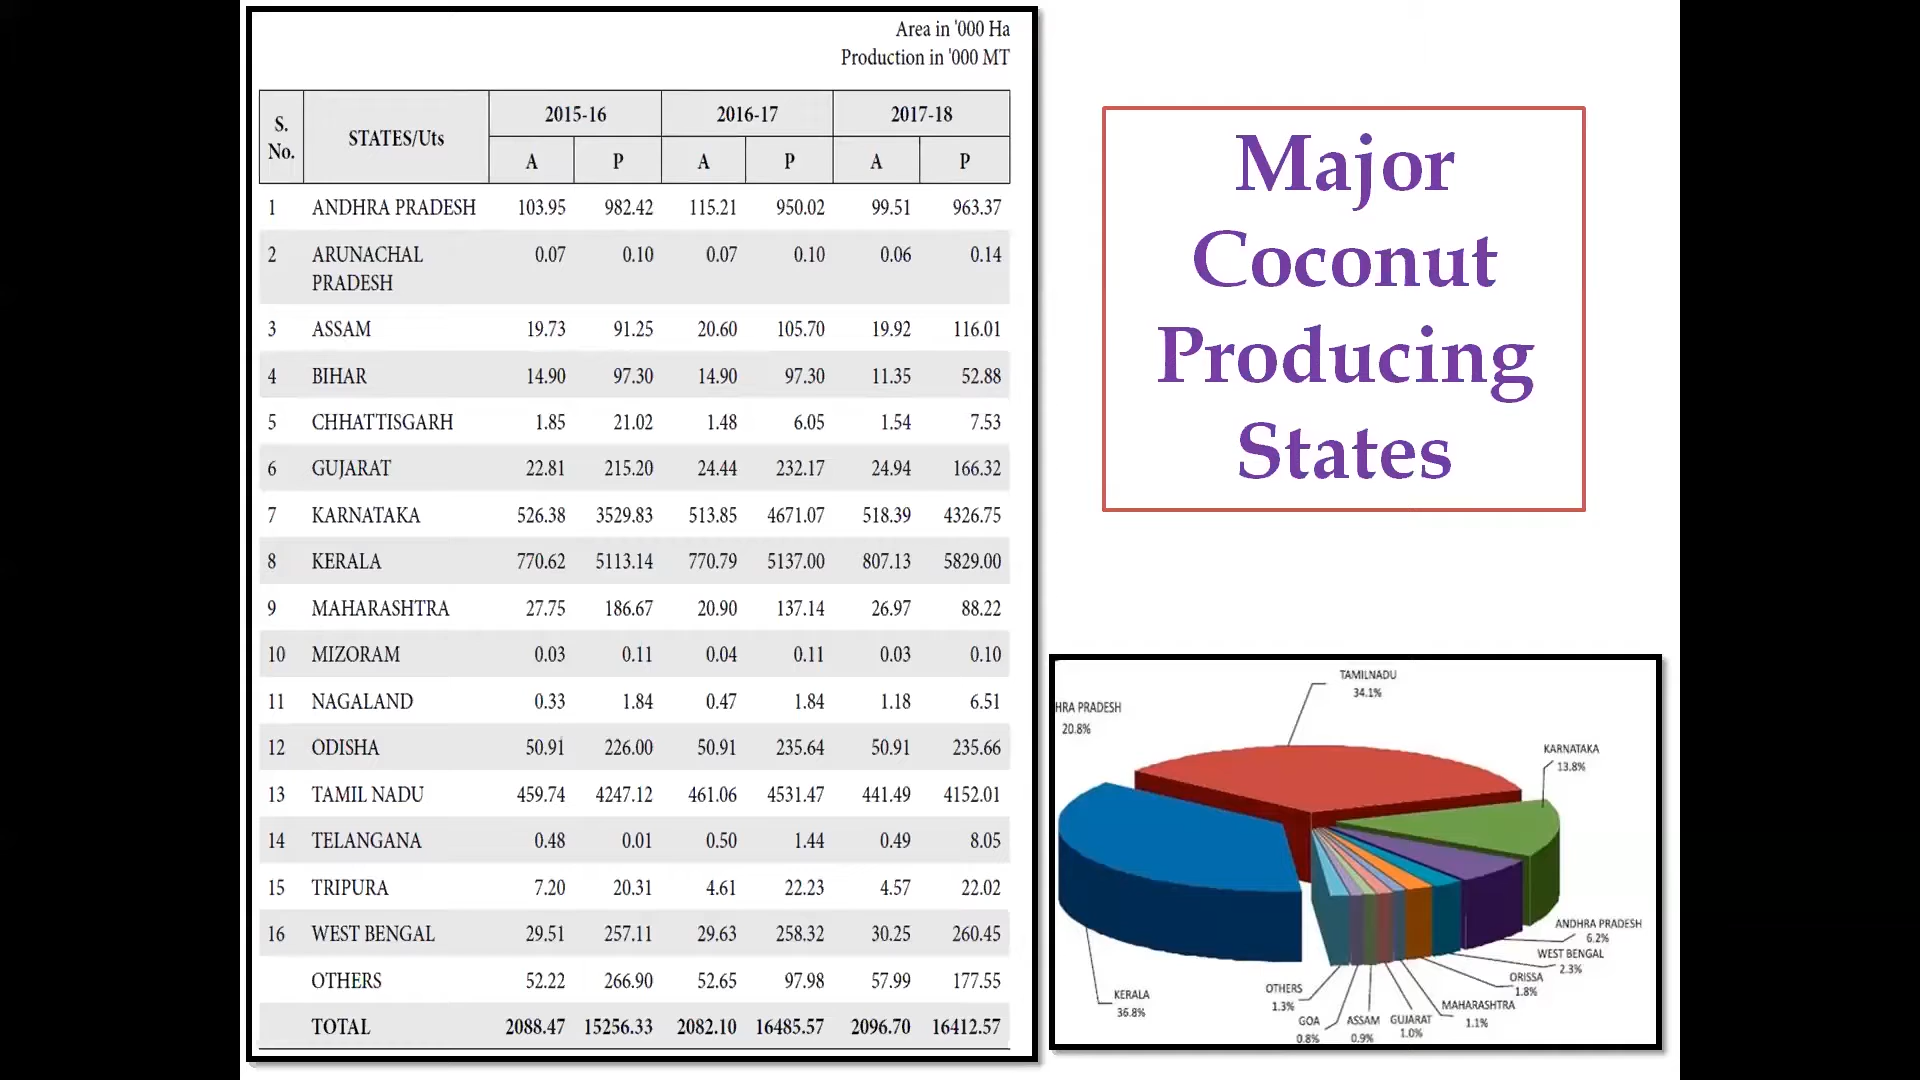 Area in '000 Ha
Production in '000 MT
S. No. STATES/Uts 2015-16 2016-17 2017-18
A P A P A P
1 ANDHRA PRADESH 103.95 982.42 115.21 950.02 99.51 963.37
2 ARUNACHAL PRADESH 0.07 0.10 0.07 0.10 0.06 0.14
3 ASSAM 19.73 91.25 20.60 105.70 19.92 116.01
4 BIHAR 14.90 97.30 14.90 97.30 11.35 52.88
5 CHHATTISGARH 1.85 21.02 1.48 6.05 1.54 7.53
6 GUJARAT 22.81 215.20 24.44 232.17 24.94 166.32
7 KARNATAKA 526.38 3529.83 513.85 4671.07 518.39 4326.75
8 KERALA 770.62 5113.14 770.79 5137.00 807.13 5829.00
9 MAHARASHTRA 27.75 186.67 20.90 137.14 26.97 88.22
10 MIZORAM 0.03 0.11 0.04 0.11 0.03 0.10
11 NAGALAND 0.33 1.84 0.47 1.84 1.18 6.51
12 ODISHA 50.91 226.00 50.91 235.64 50.91 235.66
13 TAMIL NADU 459.74 4247.12 461.06 4531.47 441.49 4152.01
14 TELANGANA 0.48 0.01 0.50 1.44 0.49 8.05
15 TRIPURA 7.20 20.31 4.61 22.23 4.57 22.02
16 WEST BENGAL 29.51 257.11 29.63 258.32 30.25 260.45
OTHERS 52.22 266.90 52.65 97.98 57.99 177.55
TOTAL 2088.47 15256.33 2082.10 16485.57 2096.70 16412.57
Major
Coconut
Producing
States
TAMILNADU
34.1%
HRA PRADESH
20.8%
KARNATAKA
13.8%
ANDHRA PRADESH
6.2%
WEST BENGAL
2.3%
ORISSA
1.8%
MAHARASHTRA
1.1%
GUJARAT
1.0%
ASSAM
0.9%
GOA
0.8%
OTHERS
1.3%
KERALA
36.8%